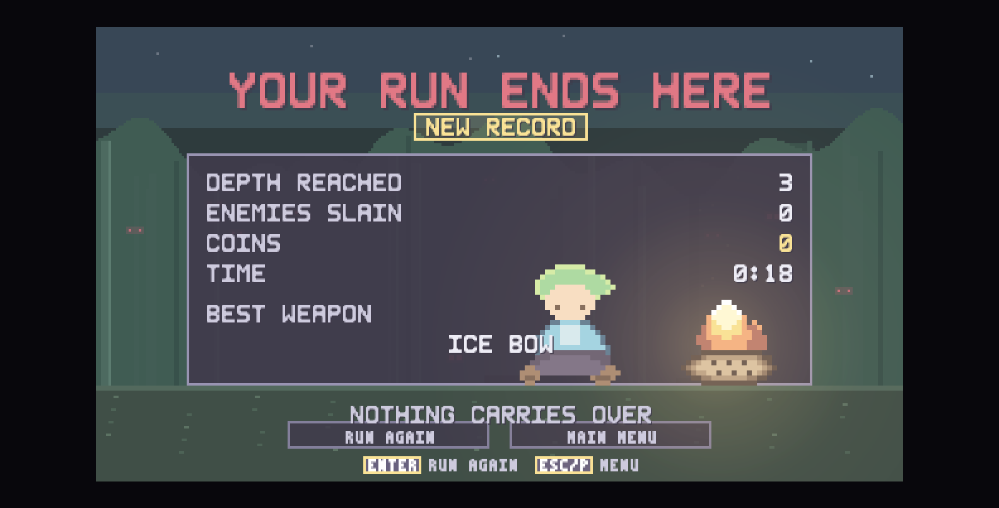 YOUR RUN ENDS HERE
NEW RECORD
DEPTH REACHED 3
ENEMIES SLAIN 0
COINS 0
TIME 0:18
BEST WEAPON
ICE BOW
NOTHING CARRIES OVER
RUN AGAIN MAIN MENU
ENTER RUN AGAIN ESC/P MENU